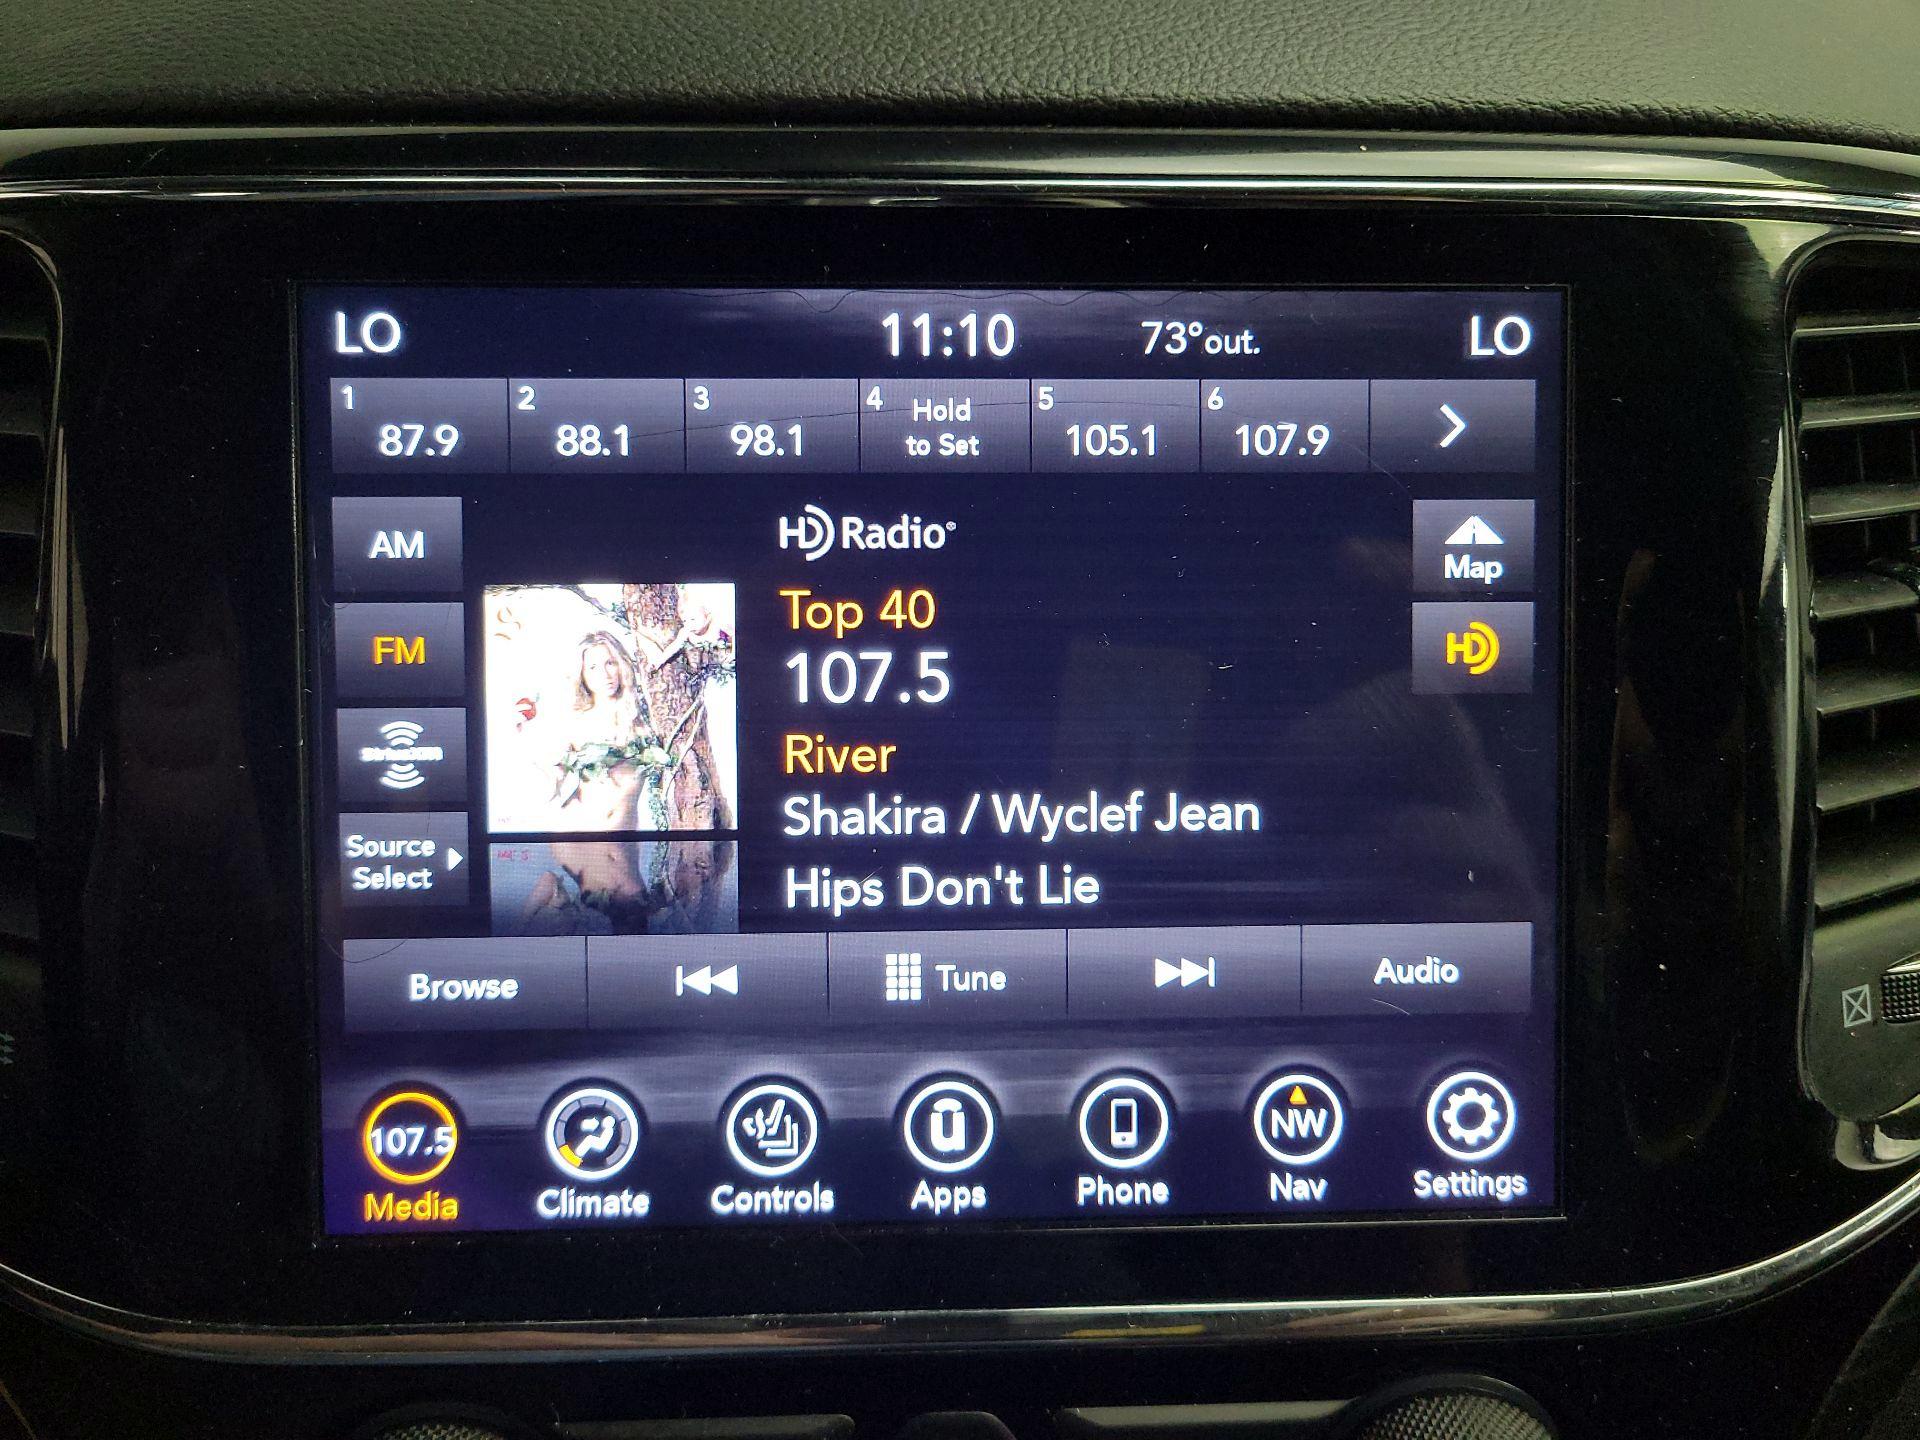 LO 11:10 73°out. LO
1 2 3 4 Hold 5 6
87.9 88.1 98.1 to Set 105.1 107.9
HD Radio®
AM
Map
Top 40
FM
HD
107.5
River
Shakira / Wyclef Jean
Source
Select
Hips Don't Lie
Browse Tune Audio
107.5 NW
Media Climate Controls Apps Phone Nav Settings